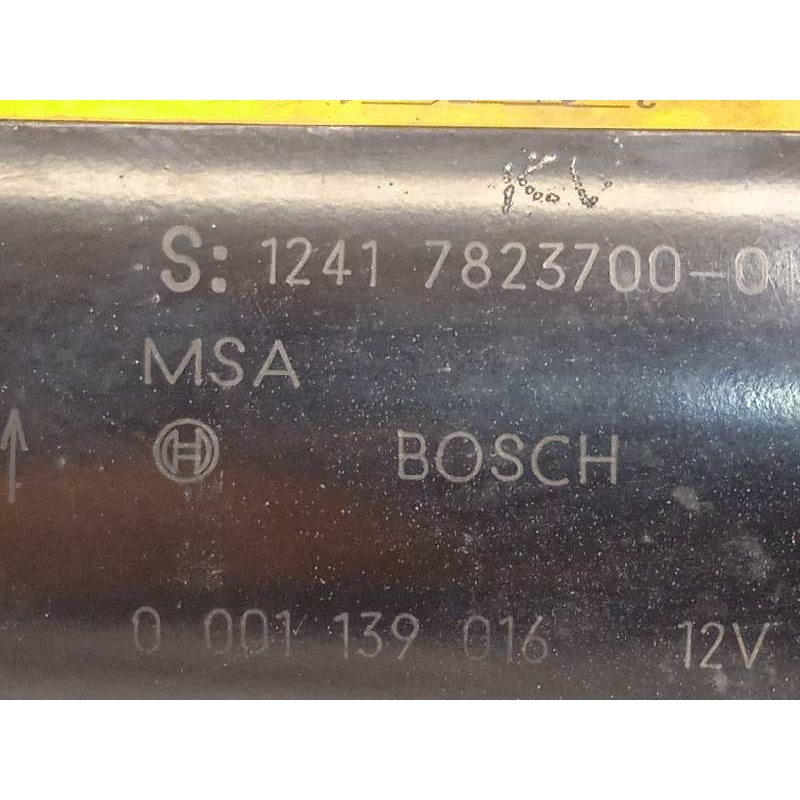 S: 1241 7823700-01
MSA
BOSCH
0 001 139 016 12V